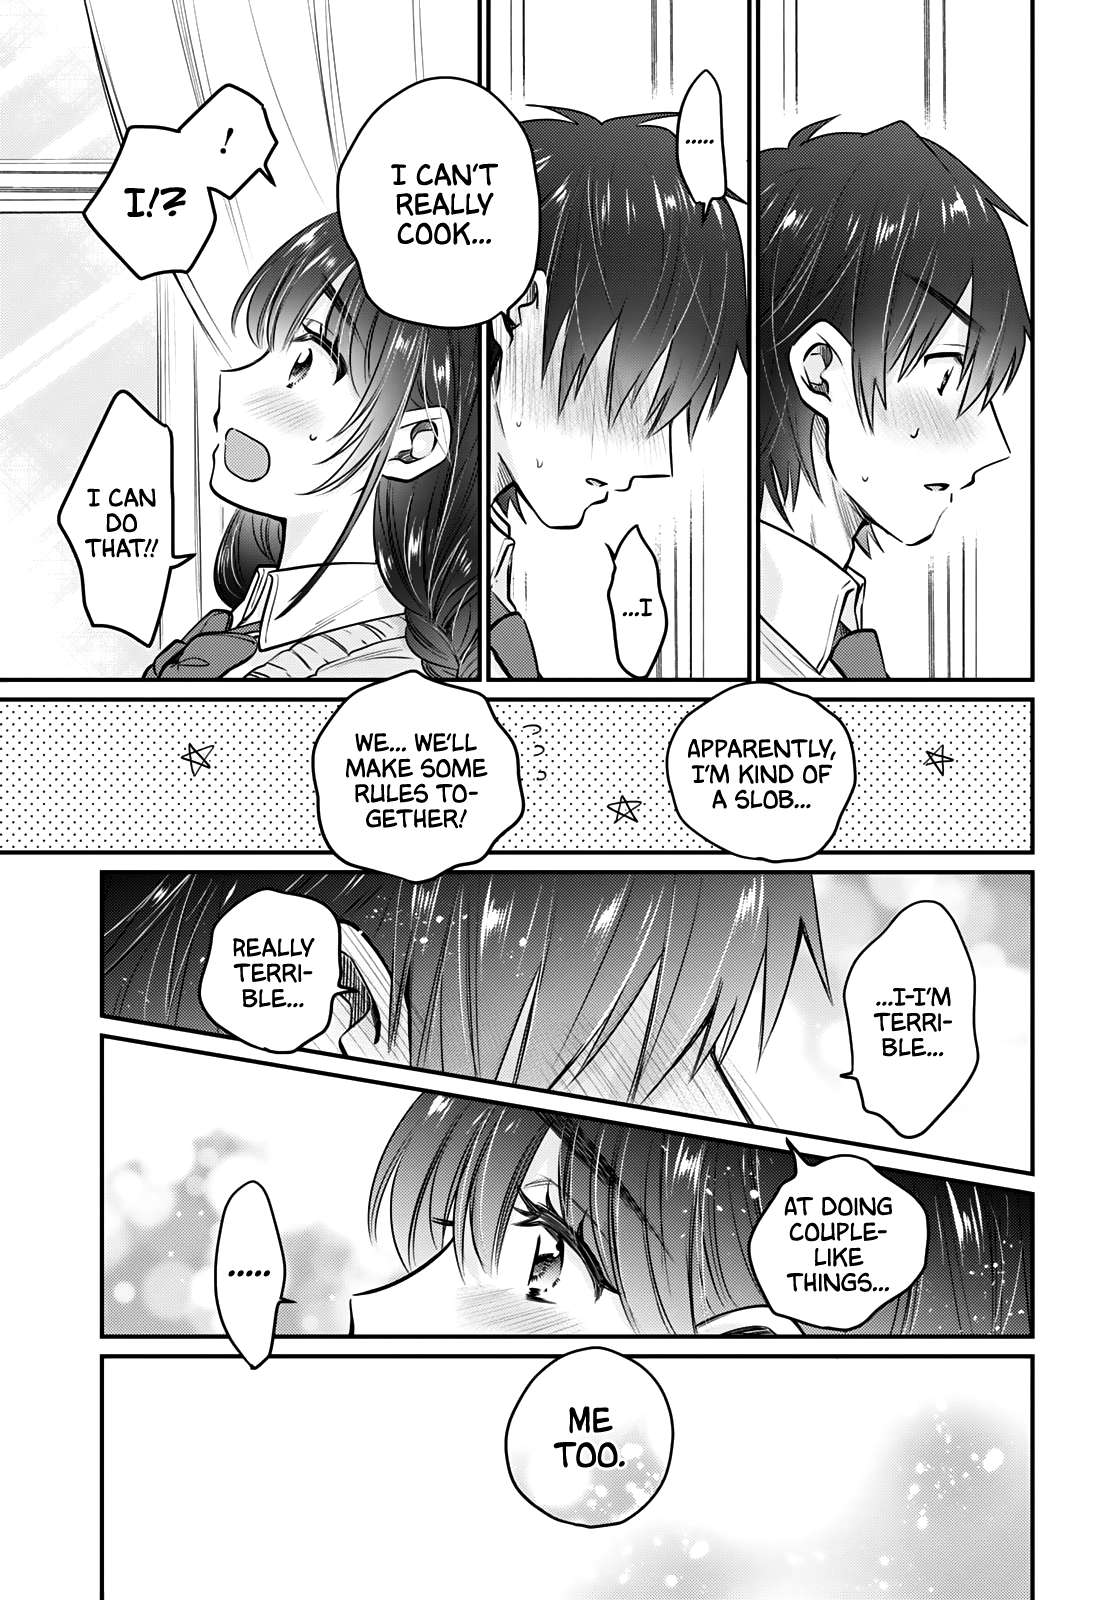 .....
...I
I CAN'T
REALLY
COOK...
!
I!?
I CAN
DO
THAT!!
APPARENTLY,
I'M KIND OF
A SLOB...
WE... WE'LL
MAKE SOME
RULES TO-
GETHER!
...I-I'M
TERRI-
BLE...
REALLY
TERRI-
BLE...
AT DOING
COUPLE-
LIKE
THINGS...
.....
ME
TOO.